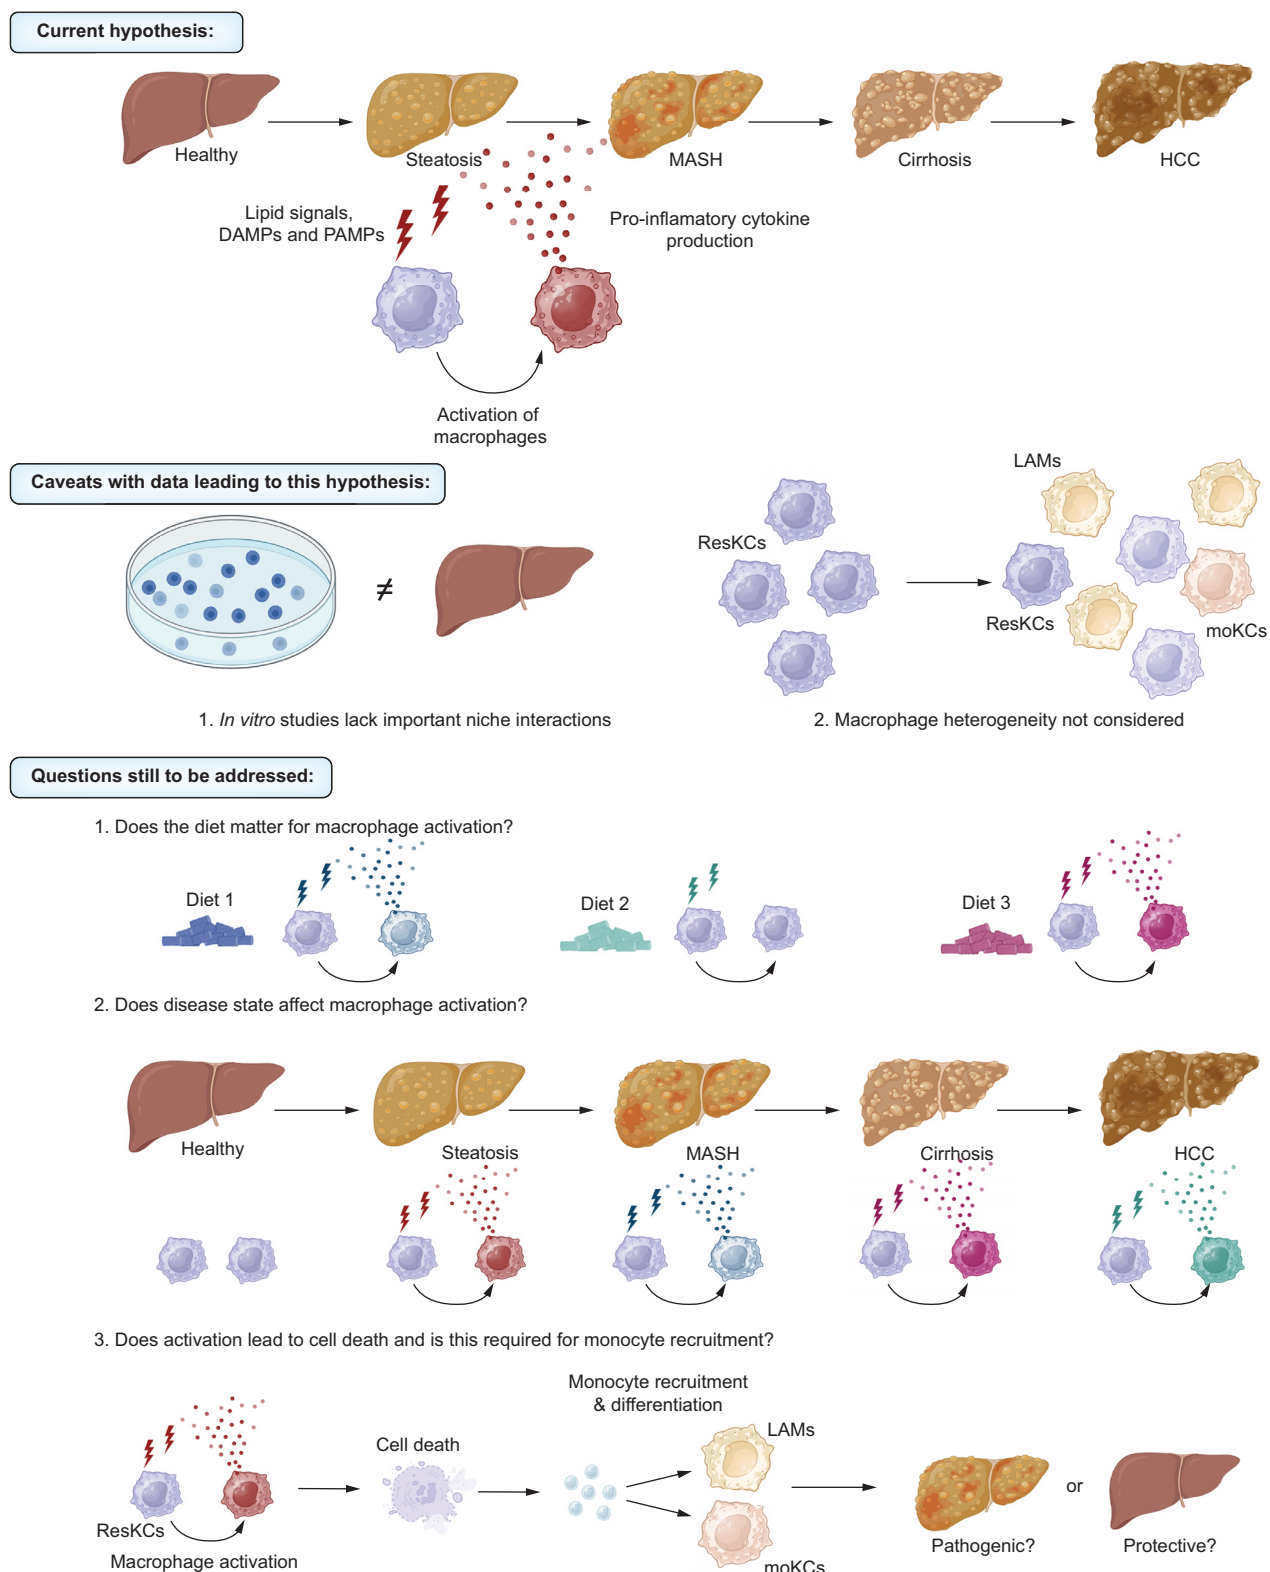 Current hypothesis:
Healthy
Steatosis
MASH
Cirrhosis
HCC
Lipid signals,
DAMPs and PAMPs
Pro-inflamatory cytokine
production
Activation of
macrophages
Caveats with data leading to this hypothesis:
LAMs
ResKCs
≠
ResKCs
moKCs
1. In vitro studies lack important niche interactions
2. Macrophage heterogeneity not considered
Questions still to be addressed:
1. Does the diet matter for macrophage activation?
Diet 1
Diet 2
Diet 3
2. Does disease state affect macrophage activation?
Healthy
Steatosis
MASH
Cirrhosis
HCC
3. Does activation lead to cell death and is this required for monocyte recruitment?
Monocyte recruitment
& differentiation
LAMs
Cell death
or
ResKCs
Macrophage activation
moKCs
Pathogenic?
Protective?